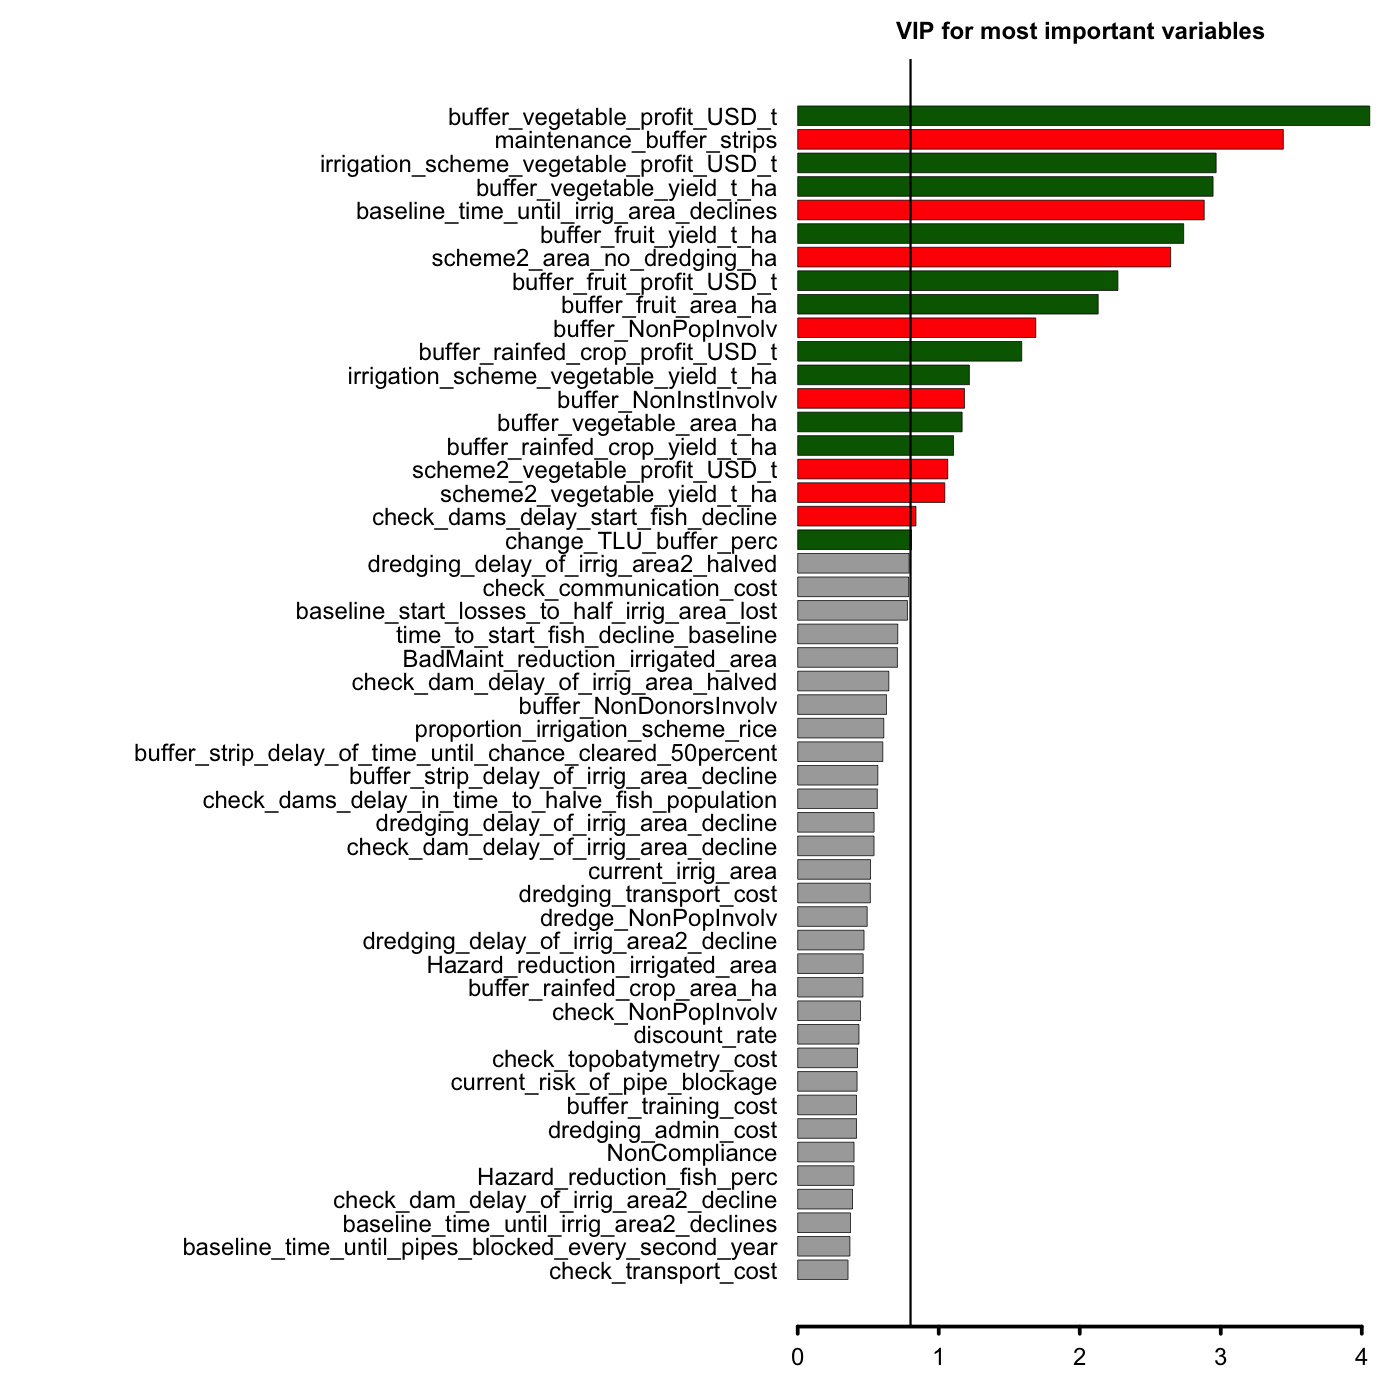 VIP for most important variables
buffer_vegetable_profit_USD_t
maintenance_buffer_strips
irrigation_scheme_vegetable_profit_USD_t
buffer_vegetable_yield_t_ha
baseline_time_until_irrig_area_declines
buffer_fruit_yield_t_ha
scheme2_area_no_dredging_ha
buffer_fruit_profit_USD_t
buffer_fruit_area_ha
buffer_NonPopInvolv
buffer_rainfed_crop_profit_USD_t
irrigation_scheme_vegetable_yield_t_ha
buffer_NonInstInvolv
buffer_vegetable_area_ha
buffer_rainfed_crop_yield_t_ha
scheme2_vegetable_profit_USD_t
scheme2_vegetable_yield_t_ha
check_dams_delay_start_fish_decline
change_TLU_buffer_perc
dredging_delay_of_irrig_area2_halved
check_communication_cost
baseline_start_losses_to_half_irrig_area_lost
time_to_start_fish_decline_baseline
BadMaint_reduction_irrigated_area
check_dam_delay_of_irrig_area_halved
buffer_NonDonorsInvolv
proportion_irrigation_scheme_rice
buffer_strip_delay_of_time_until_chance_cleared_50percent
buffer_strip_delay_of_irrig_area_decline
check_dams_delay_in_time_to_halve_fish_population
dredging_delay_of_irrig_area_decline
check_dam_delay_of_irrig_area_decline
current_irrig_area
dredging_transport_cost
dredge_NonPopInvolv
dredging_delay_of_irrig_area2_decline
Hazard_reduction_irrigated_area
buffer_rainfed_crop_area_ha
check_NonPopInvolv
discount_rate
check_topobatymetry_cost
current_risk_of_pipe_blockage
buffer_training_cost
dredging_admin_cost
NonCompliance
Hazard_reduction_fish_perc
check_dam_delay_of_irrig_area2_decline
baseline_time_until_irrig_area2_declines
baseline_time_until_pipes_blocked_every_second_year
check_transport_cost
0 1 2 3 4